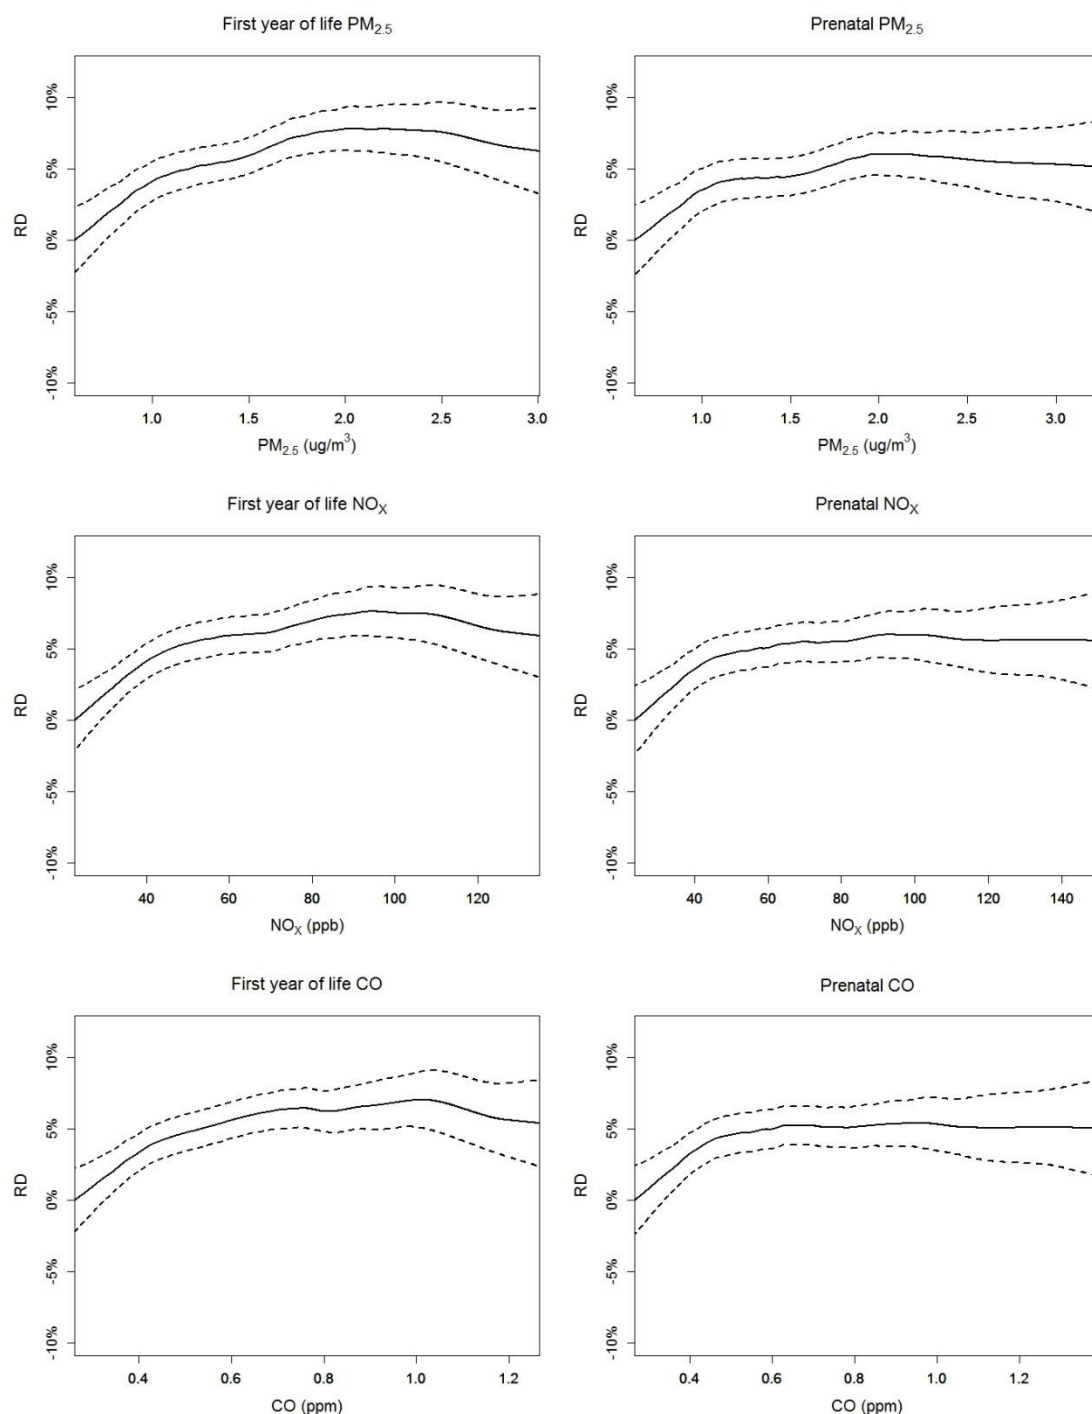 First year of life PM2.5
RD
10%
5%
0%
-5%
-10%
1.0 1.5 2.0 2.5 3.0
PM2.5 (ug/m3)
Prenatal PM2.5
RD
10%
5%
0%
-5%
-10%
1.0 1.5 2.0 2.5 3.0
PM2.5 (ug/m3)
First year of life NOX
RD
10%
5%
0%
-5%
-10%
40 60 80 100 120
NOX (ppb)
Prenatal NOX
RD
10%
5%
0%
-5%
-10%
40 60 80 100 120 140
NOX (ppb)
First year of life CO
RD
10%
5%
0%
-5%
-10%
0.4 0.6 0.8 1.0 1.2
CO (ppm)
Prenatal CO
RD
10%
5%
0%
-5%
-10%
0.4 0.6 0.8 1.0 1.2
CO (ppm)